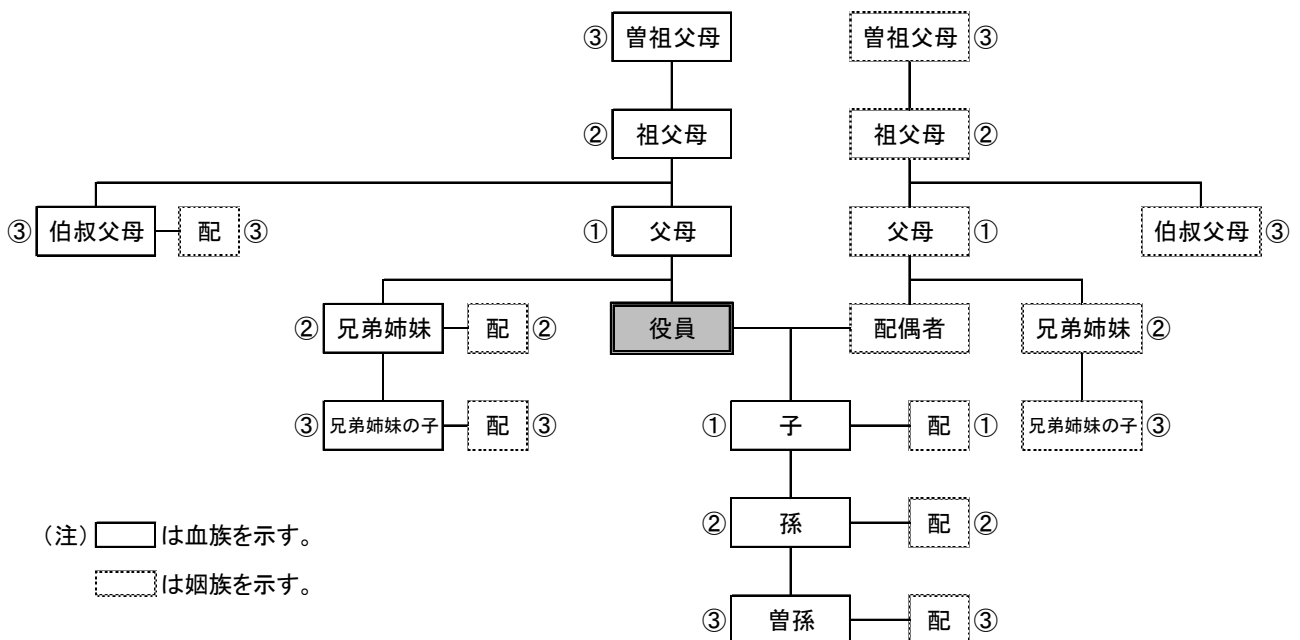 ③ 曽祖父母 曽祖父母 ③
② 祖父母 祖父母 ②
③ 伯叔父母 配 ③ ① 父母 父母 ① 伯叔父母 ③
② 兄弟姉妹 配 ② 役員 配偶者 兄弟姉妹 ②
③ 兄弟姉妹の子 配 ③ ① 子 配 ① 兄弟姉妹の子 ③
② 孫 配 ②
(注) は血族を示す。
は姻族を示す。
③ 曽孫 配 ③